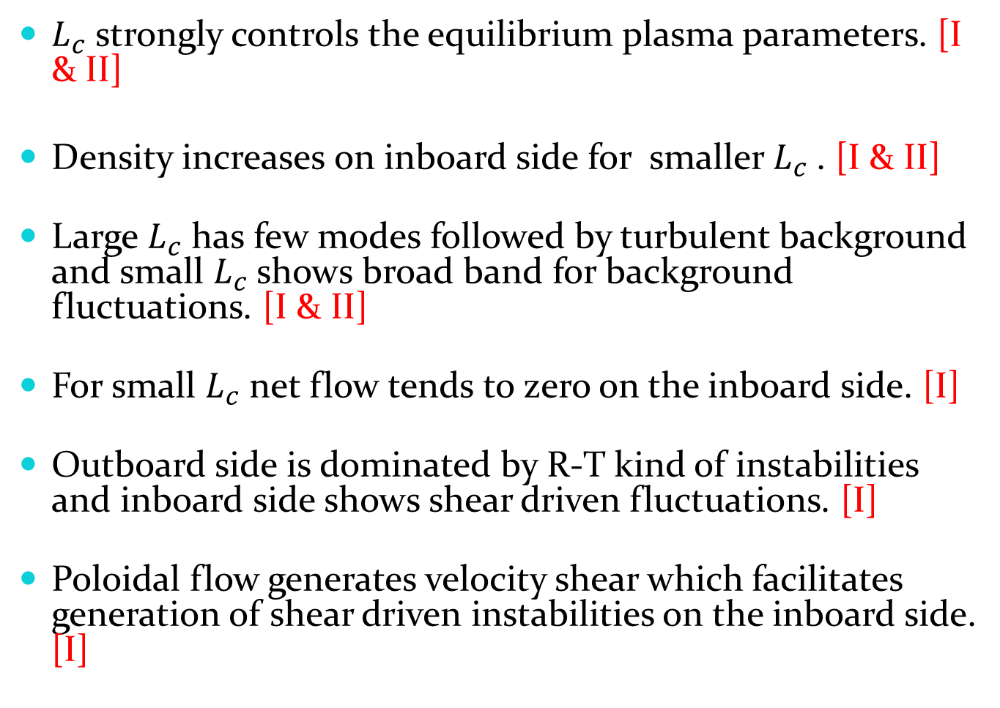 • L_c strongly controls the equilibrium plasma parameters. [I
& II]
• Density increases on inboard side for smaller L_c . [I & II]
• Large L_c has few modes followed by turbulent background
and small L_c shows broad band for background
fluctuations. [I & II]
• For small L_c net flow tends to zero on the inboard side. [I]
• Outboard side is dominated by R-T kind of instabilities
and inboard side shows shear driven fluctuations. [I]
• Poloidal flow generates velocity shear which facilitates
generation of shear driven instabilities on the inboard side.
[I]